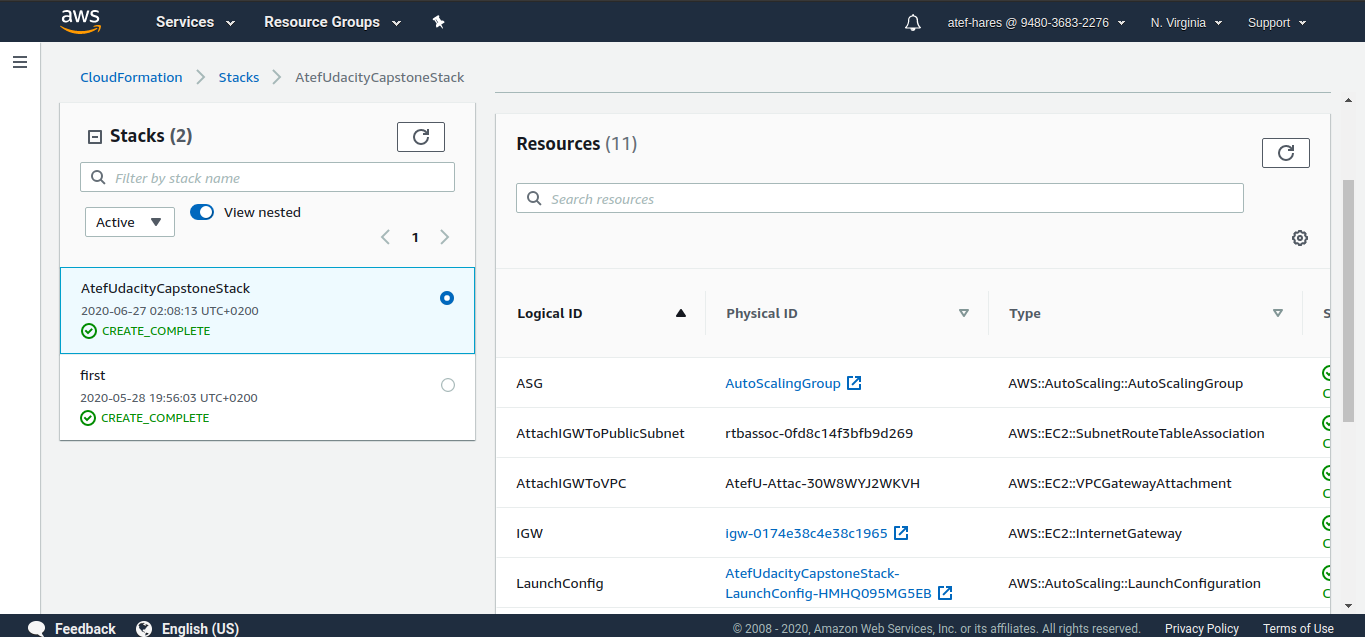 aws Services Resource Groups atef-hares @ 9480-3683-2276 N. Virginia Support
CloudFormation Stacks AtefUdacityCapstoneStack
Stacks (2)
Filter by stack name
Active View nested
1
AtefUdacityCapstoneStack
2020-06-27 02:08:13 UTC+0200
CREATE_COMPLETE
first
2020-05-28 19:56:03 UTC+0200
CREATE_COMPLETE
Resources (11)
Search resources
Logical ID Physical ID Type S
ASG AutoScalingGroup AWS::AutoScaling::AutoScalingGroup
AttachIGWToPublicSubnet rtbassoc-0fd8c14f3bfb9d269 AWS::EC2::SubnetRouteTableAssociation
AttachIGWToVPC AtefU-Attac-30W8WYJ2WKVH AWS::EC2::VPCGatewayAttachment
IGW igw-0174e38c4e38c1965 AWS::EC2::InternetGateway
LaunchConfig AtefUdacityCapstoneStack-
LaunchConfig-HMHQ095MG5EB AWS::AutoScaling::LaunchConfiguration
Feedback English (US) © 2008 - 2020, Amazon Web Services, Inc. or its affiliates. All rights reserved. Privacy Policy Terms of Use